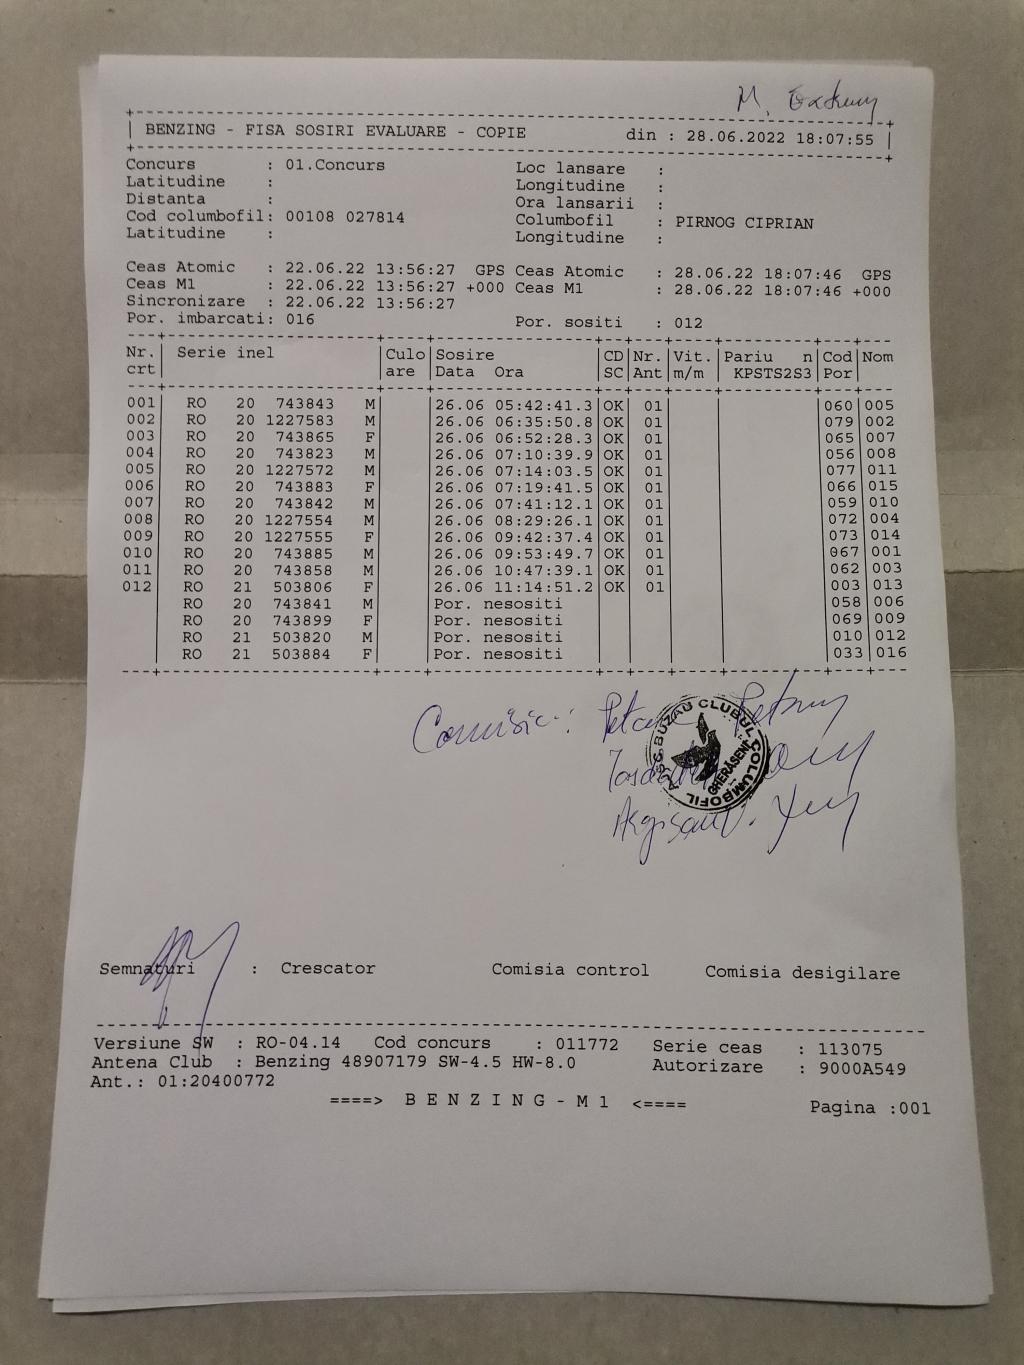 M.
BENZING - FISA SOSIRI EVALUARE - COPIE din : 28.06.2022 18:07:55
Concurs : 01.Concurs Loc lansare :
Latitudine : Longitudine :
Distanta : Ora lansarii :
Cod columbofil: 00108 027814 Columbofil : PIRNOG CIPRIAN
Latitudine : Longitudine :
Ceas Atomic : 22.06.22 13:56:27 GPS Ceas Atomic : 28.06.22 18:07:46 GPS
Ceas M1 : 22.06.22 13:56:27 +000 Ceas M1 : 28.06.22 18:07:46 +000
Sincronizare : 22.06.22 13:56:27
Por. imbarcati: 016 Por. sositi : 012
Nr. Serie inel Culo Sosire CD Nr. Vit. Pariu n Cod Nom
crt are Data Ora SC Ant m/m KPSTS2S3 Por
001 RO 20 743843 M 26.06 05:42:41.3 OK 01 060 005
002 RO 20 1227583 M 26.06 06:35:50.8 OK 01 079 002
003 RO 20 743865 F 26.06 06:52:28.3 OK 01 065 007
004 RO 20 743823 M 26.06 07:10:39.9 OK 01 056 008
005 RO 20 1227572 M 26.06 07:14:03.5 OK 01 077 011
006 RO 20 743883 F 26.06 07:19:41.5 OK 01 066 015
007 RO 20 743842 M 26.06 07:41:12.1 OK 01 059 010
008 RO 20 1227554 M 26.06 08:29:26.1 OK 01 072 004
009 RO 20 1227555 F 26.06 09:42:37.4 OK 01 073 014
010 RO 20 743885 M 26.06 09:53:49.7 OK 01 067 001
011 RO 20 743858 M 26.06 10:47:39.1 OK 01 062 003
012 RO 21 503806 F 26.06 11:14:51.2 OK 01 003 013
RO 20 743841 M Por. nesositi 058 006
RO 20 743899 F Por. nesositi 069 009
RO 21 503820 M Por. nesositi 010 012
RO 21 503884 F Por. nesositi 033 016
Comisia:
BUZAU CLUBUL COLUMBOFIL
GHERĂSENI
Semnaturi : Crescator Comisia control Comisia desigilare
Versiune SW : RO-04.14 Cod concurs : 011772 Serie ceas : 113075
Antena Club : Benzing 48907179 SW-4.5 HW-8.0 Autorizare : 9000A549
Ant.: 01:20400772
====> B E N Z I N G - M 1 <==== Pagina :001